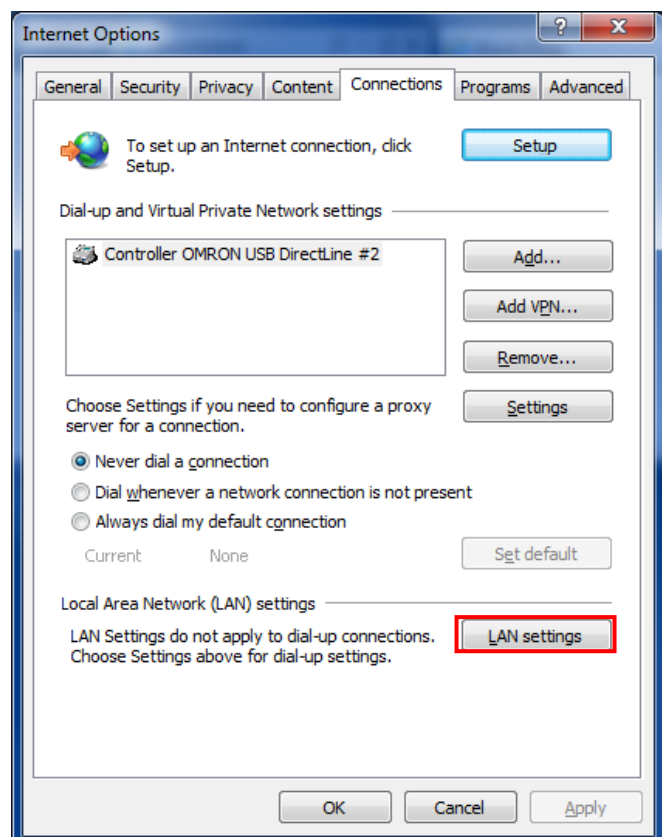 Internet Options
General Security Privacy Content Connections Programs Advanced
To set up an Internet connection, click
Setup.
Setup
Dial-up and Virtual Private Network settings
Controller OMRON USB DirectLine #2
Add...
Add VPN...
Remove...
Choose Settings if you need to configure a proxy
server for a connection.
Settings
Never dial a connection
Dial whenever a network connection is not present
Always dial my default connection
Current None
Set default
Local Area Network (LAN) settings
LAN Settings do not apply to dial-up connections.
Choose Settings above for dial-up settings.
LAN settings
OK Cancel Apply